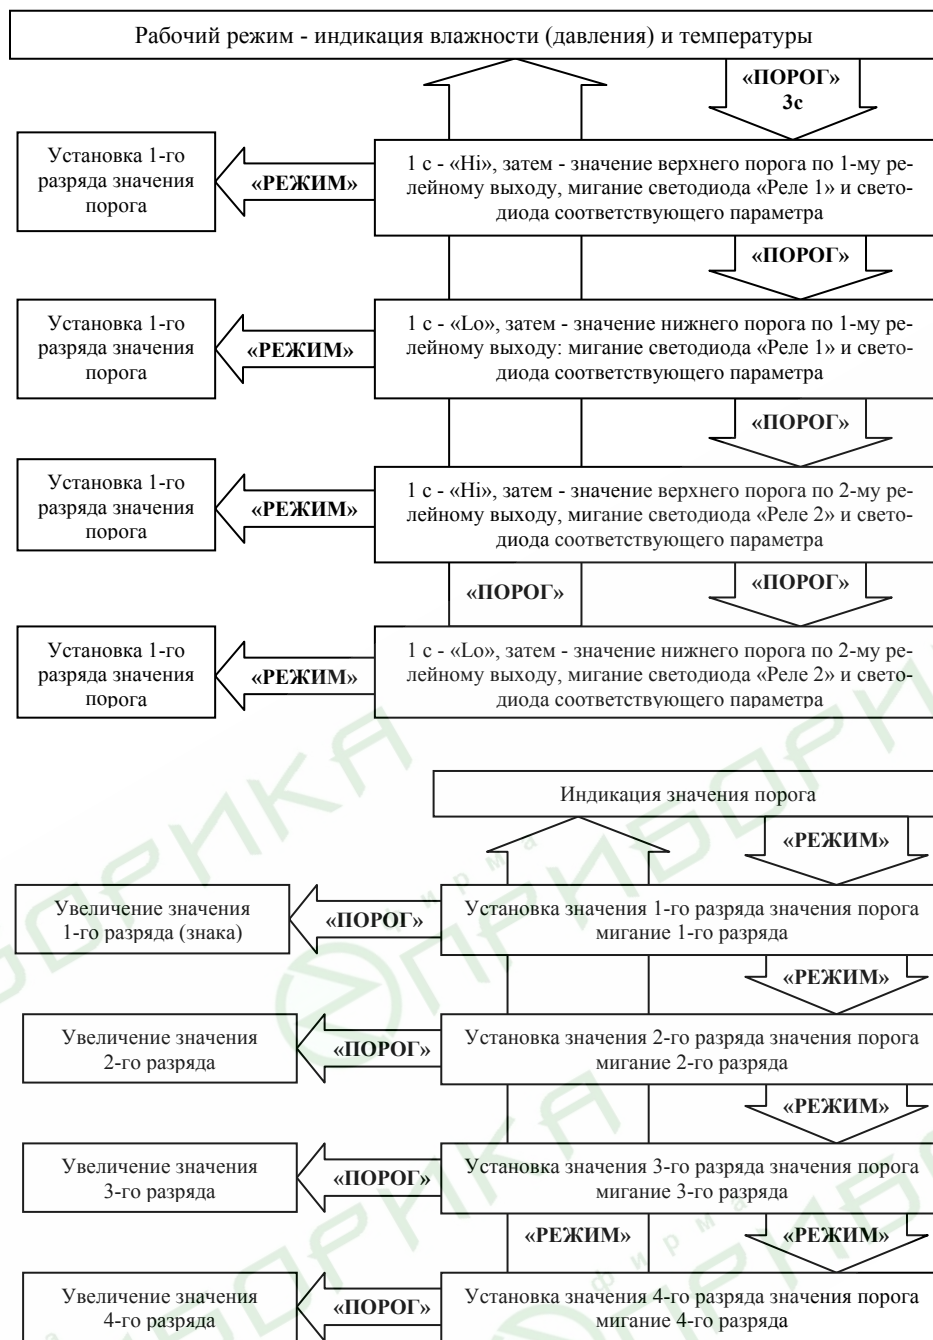 Рабочий режим - индикация влажности (давления) и температуры
«ПОРОГ»
3с
Установка 1-го
разряда значения
порога
«РЕЖИМ»
1 с - «Hi», затем - значение верхнего порога по 1-му ре-
лейному выходу, мигание светодиода «Реле 1» и свето-
диода соответствующего параметра
«ПОРОГ»
Установка 1-го
разряда значения
порога
«РЕЖИМ»
1 с - «Lo», затем - значение нижнего порога по 1-му ре-
лейному выходу: мигание светодиода «Реле 1» и свето-
диода соответствующего параметра
«ПОРОГ»
Установка 1-го
разряда значения
порога
«РЕЖИМ»
1 с - «Hi», затем - значение верхнего порога по 2-му ре-
лейному выходу, мигание светодиода «Реле 2» и свето-
диода соответствующего параметра
«ПОРОГ»
«ПОРОГ»
Установка 1-го
разряда значения
порога
«РЕЖИМ»
1 с - «Lo», затем - значение нижнего порога по 2-му ре-
лейному выходу, мигание светодиода «Реле 2» и свето-
диода соответствующего параметра
Индикация значения порога
«РЕЖИМ»
Увеличение значения
1-го разряда (знака)
«ПОРОГ»
Установка значения 1-го разряда значения порога
мигание 1-го разряда
«РЕЖИМ»
Увеличение значения
2-го разряда
«ПОРОГ»
Установка значения 2-го разряда значения порога
мигание 2-го разряда
«РЕЖИМ»
Увеличение значения
3-го разряда
«ПОРОГ»
Установка значения 3-го разряда значения порога
мигание 3-го разряда
«РЕЖИМ»
«РЕЖИМ»
Увеличение значения
4-го разряда
«ПОРОГ»
Установка значения 4-го разряда значения порога
мигание 4-го разряда
фирма
ПРИБОРИКА